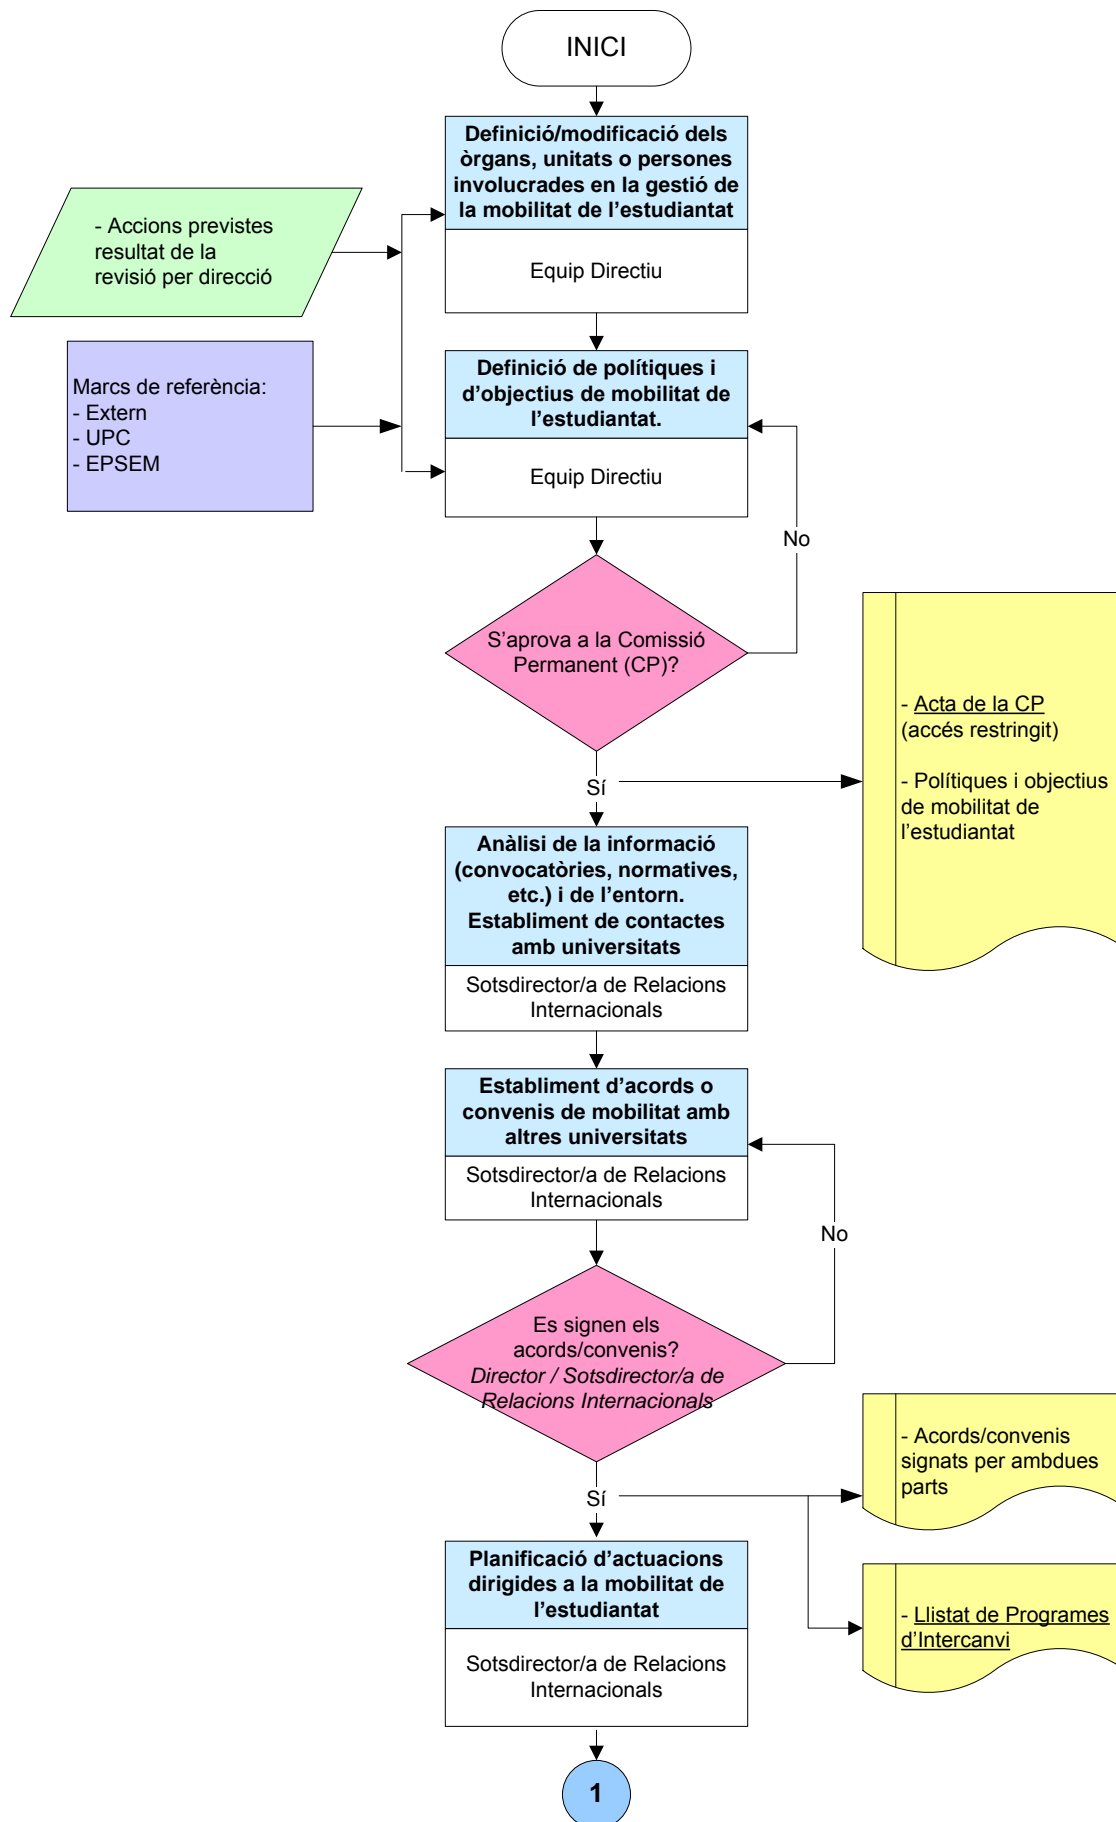 INICI
Definició/modificació dels
òrgans, unitats o persones
involucrades en la gestió de
la mobilitat de l’estudiantat
Equip Directiu
- Accions previstes
resultat de la
revisió per direcció
Marcs de referència:
- Extern
- UPC
- EPSEM
Definició de polítiques i
d’objectius de mobilitat de
l’estudiantat.
Equip Directiu
No
S’aprova a la Comissió
Permanent (CP)?
Sí
- Acta de la CP
(accés restringit)
- Polítiques i objectius
de mobilitat de
l’estudiantat
Anàlisi de la informació
(convocatòries, normatives,
etc.) i de l’entorn.
Establiment de contactes
amb universitats
Sotsdirector/a de Relacions
Internacionals
Establiment d’acords o
convenis de mobilitat amb
altres universitats
Sotsdirector/a de Relacions
Internacionals
No
Es signen els
acords/convenis?
Director / Sotsdirector/a de
Relacions Internacionals
Sí
- Acords/convenis
signats per ambdues
parts
- Llistat de Programes
d’Intercanvi
Planificació d’actuacions
dirigides a la mobilitat de
l’estudiantat
Sotsdirector/a de Relacions
Internacionals
1